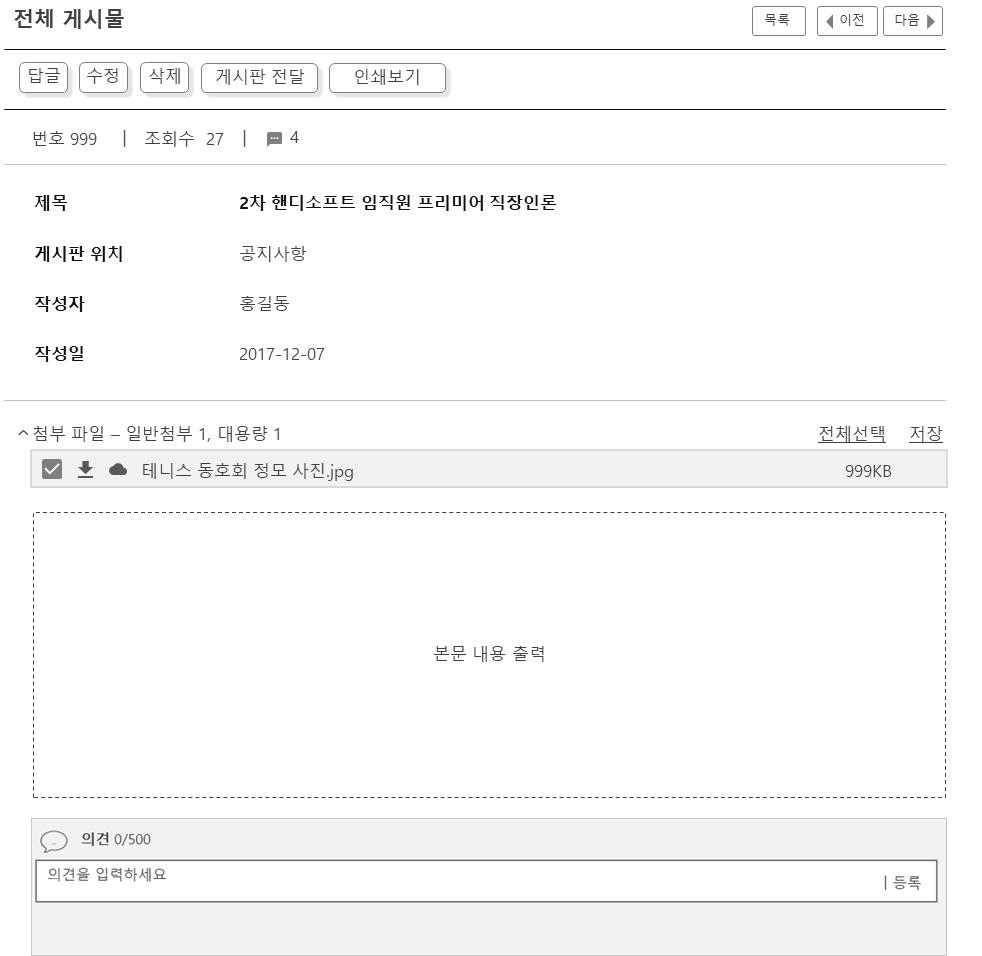 전체 게시물 목록 이전 다음
답글 수정 삭제 게시판 전달 인쇄보기
번호 999 | 조회수 27 | 4
제목 2차 핸디소프트 임직원 프리미어 직장인론
게시판 위치 공지사항
작성자 홍길동
작성일 2017-12-07
첨부 파일 – 일반첨부 1, 대용량 1 전체선택 저장
테니스 동호회 정모 사진.jpg 999KB
본문 내용 출력
의견 0/500
의견을 입력하세요 | 등록